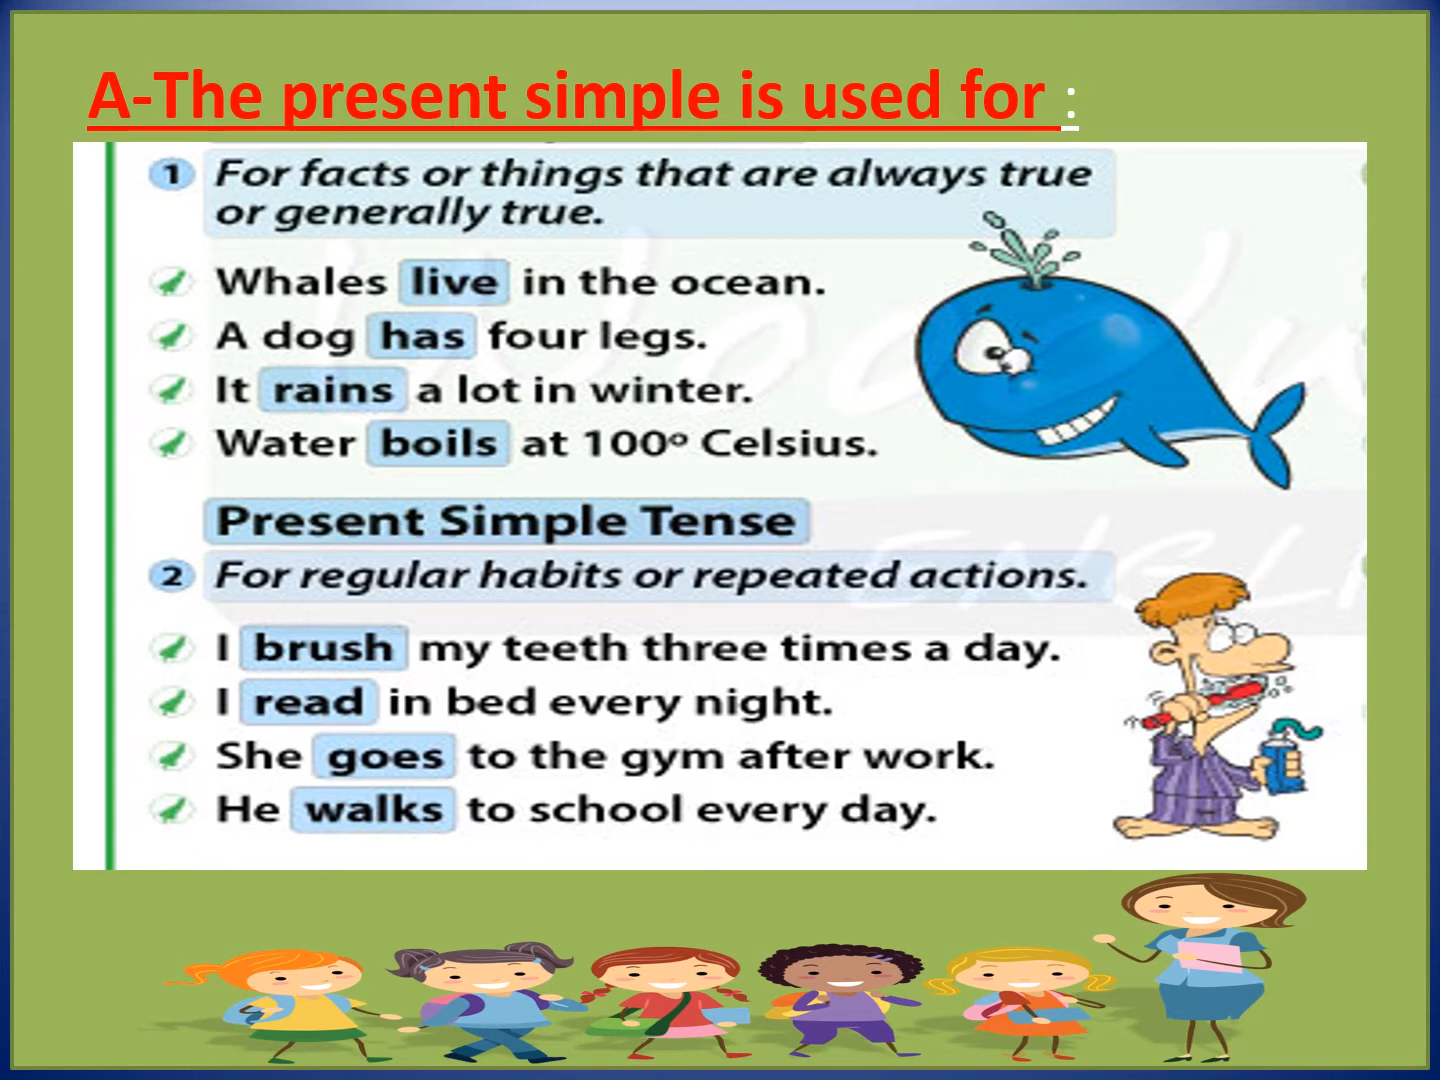 A-The present simple is used for :
1 For facts or things that are always true
or generally true.
Whales live in the ocean.
A dog has four legs.
It rains a lot in winter.
Water boils at 100º Celsius.
Present Simple Tense
2 For regular habits or repeated actions.
I brush my teeth three times a day.
I read in bed every night.
She goes to the gym after work.
He walks to school every day.